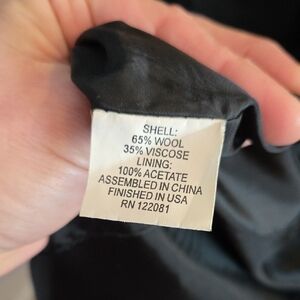 SHELL:
65% WOOL
35% VISCOSE
LINING:
100% ACETATE
ASSEMBLED IN CHINA
FINISHED IN USA
RN 122081